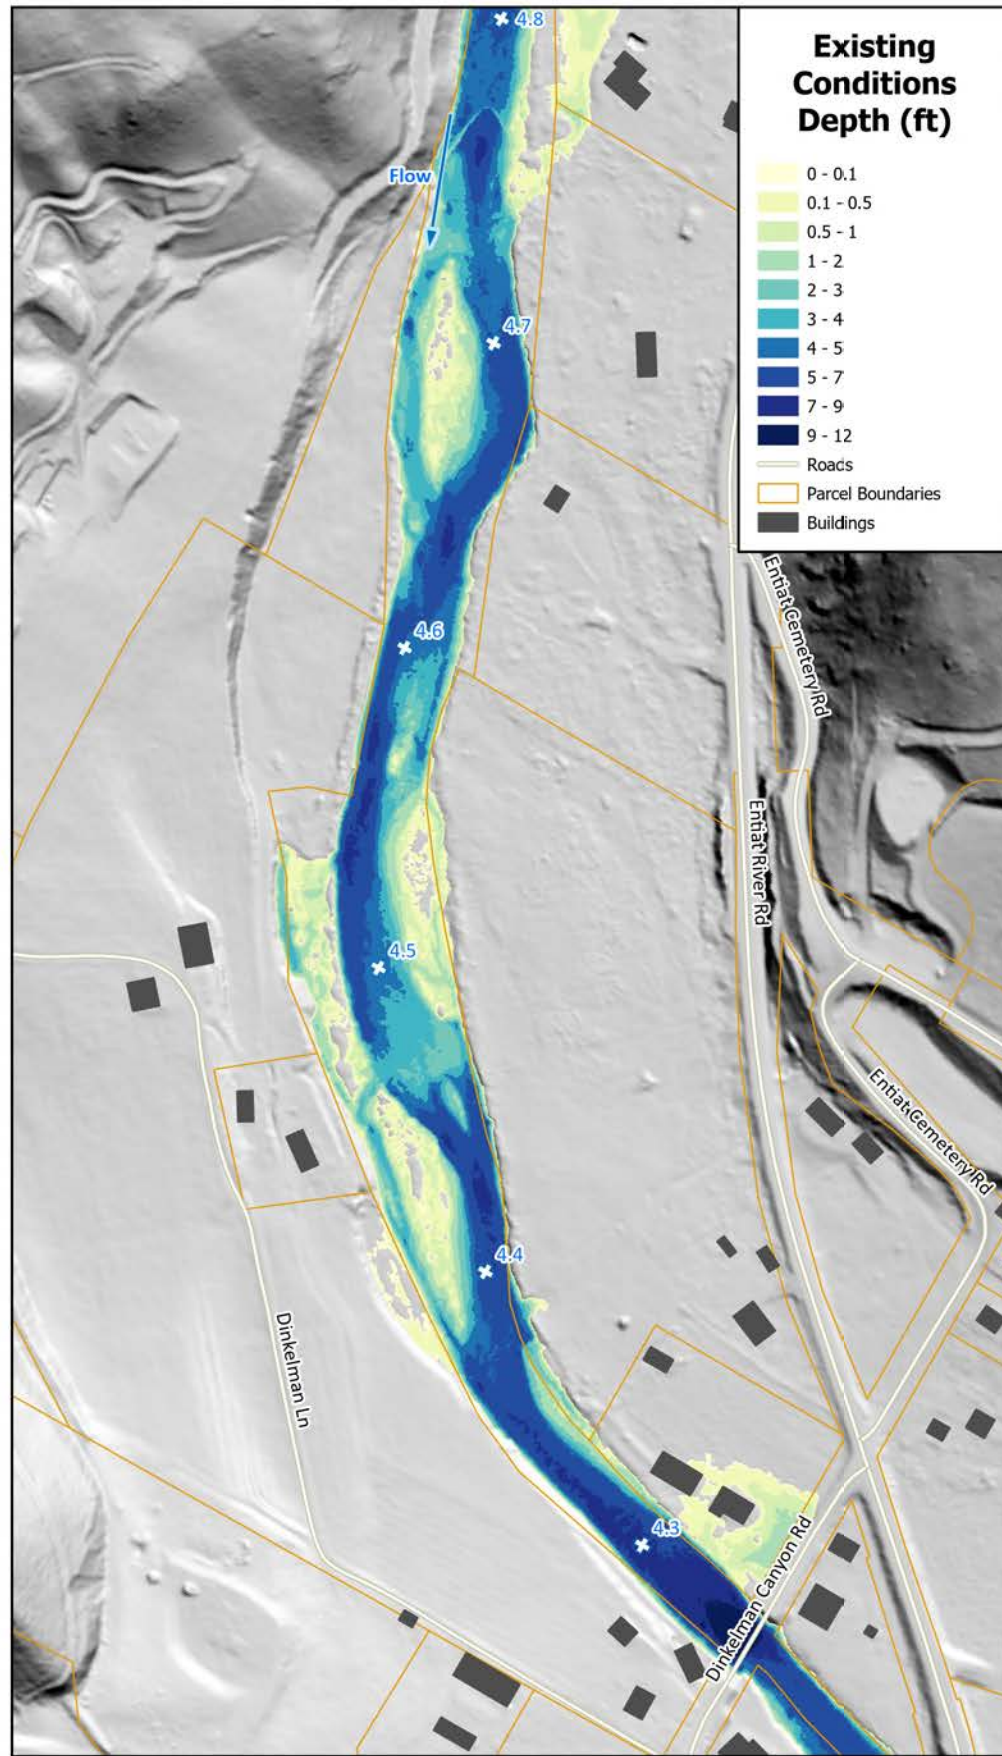 Existing
Conditions
Depth (ft)
0 - 0.1
0.1 - 0.5
0.5 - 1
1 - 2
2 - 3
3 - 4
4 - 5
5 - 7
7 - 9
9 - 12
Roads
Parcel Boundaries
Buildings
4.8
Flow
4.7
4.6
4.5
4.4
4.3
Entiat Cemetery Rd
Entiat River Rd
Entiat Cemetery Rd
Dinkelman Ln
Dinkelman Canyon Rd